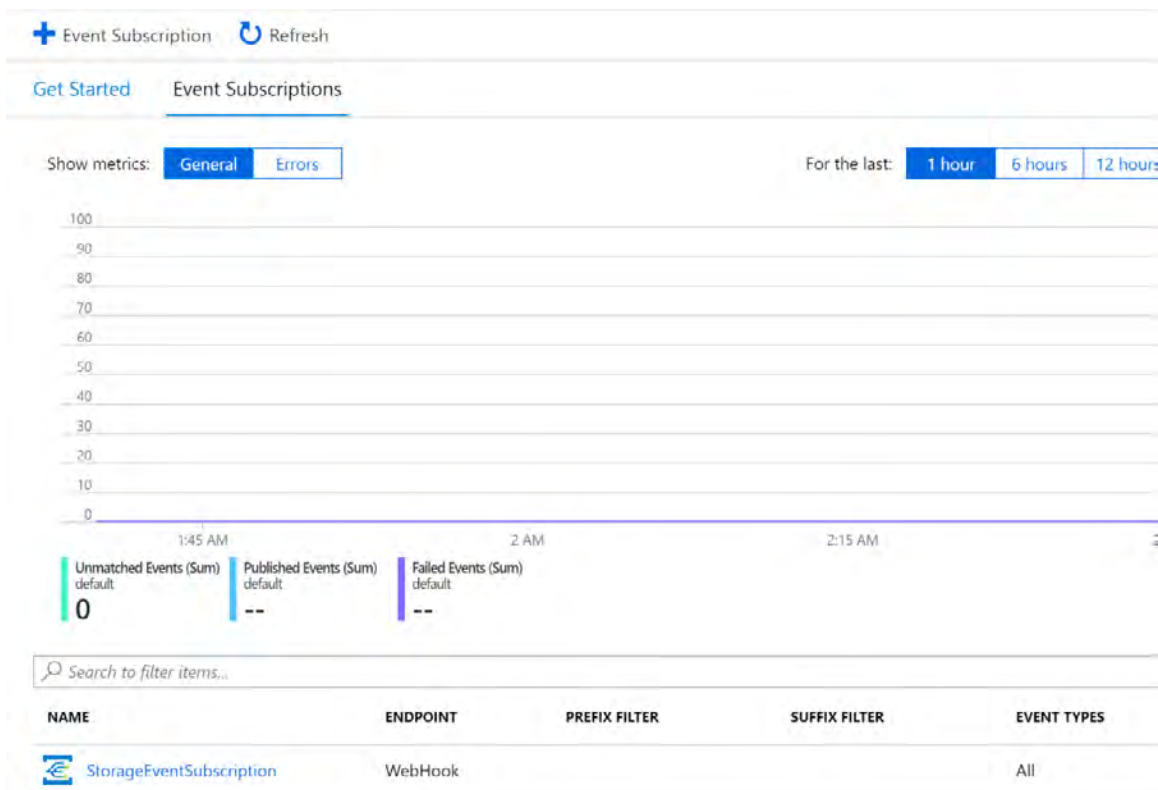 Event Subscription Refresh
Get Started Event Subscriptions
Show metrics: General Errors For the last: 1 hour 6 hours 12 hours
100
90
80
70
60
50
40
30
20
10
0
1:45 AM 2 AM 2:15 AM
Unmatched Events (Sum) Published Events (Sum) Failed Events (Sum)
default default default
0 -- --
Search to filter items...
NAME ENDPOINT PREFIX FILTER SUFFIX FILTER EVENT TYPES
StorageEventSubscription WebHook All